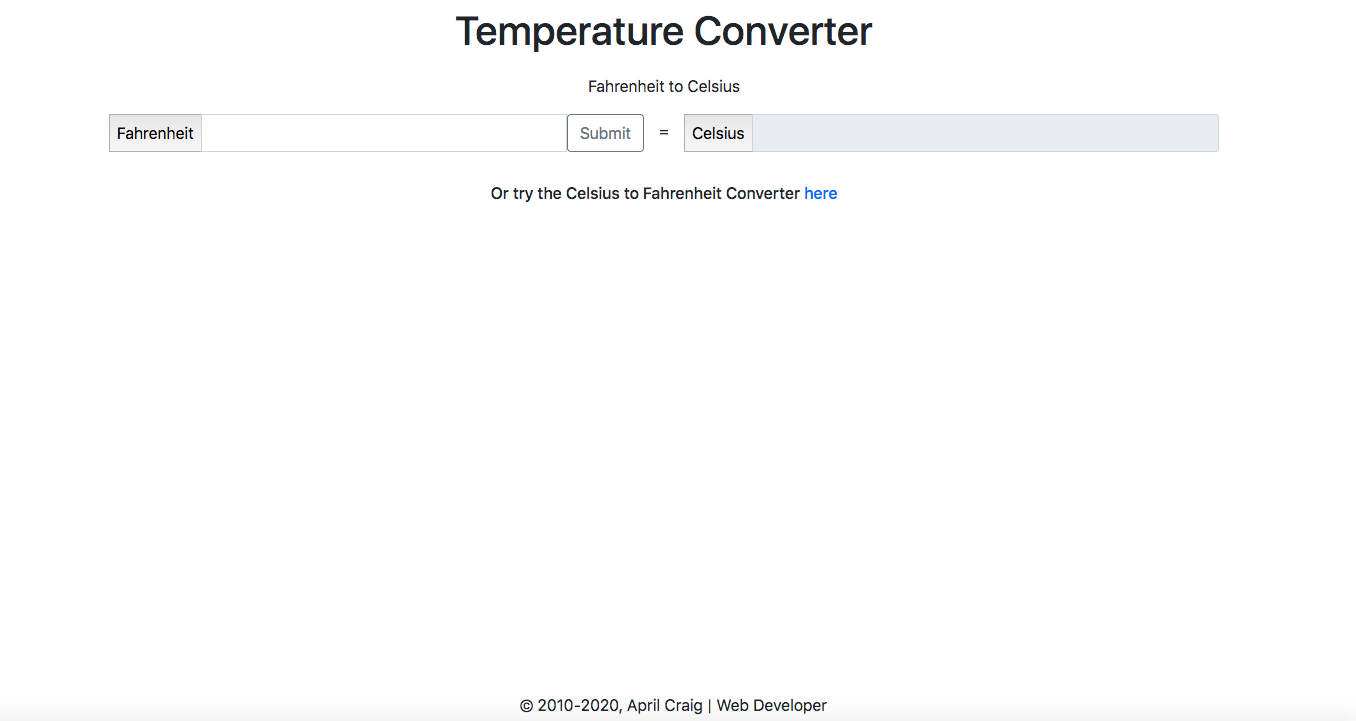 Temperature Converter
Fahrenheit to Celsius
Fahrenheit Submit = Celsius
Or try the Celsius to Fahrenheit Converter here
© 2010-2020, April Craig | Web Developer